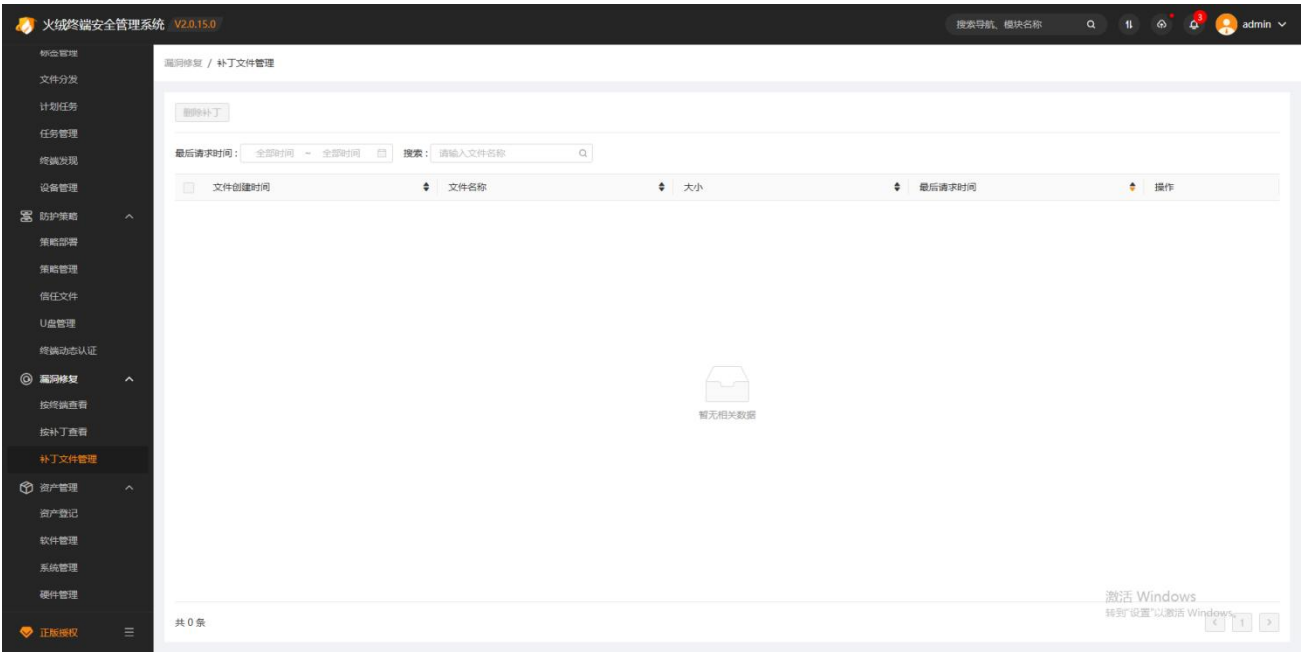 火绒终端安全管理系统 V2.0.15.0
搜索导航、模块名称
3
admin
标签管理
文件分发
计划任务
任务管理
终端发现
设备管理
防护策略
策略部署
策略管理
信任文件
U盘管理
终端动态认证
漏洞修复
按终端查看
按补丁查看
补丁文件管理
资产管理
资产登记
软件管理
系统管理
硬件管理
正版授权
漏洞修复 / 补丁文件管理
删除补丁
最后请求时间： 全部时间 ~ 全部时间 搜索： 请输入文件名称
文件创建时间 文件名称 大小 最后请求时间 操作
暂无相关数据
共 0 条
激活 Windows
转到"设置"以激活 Windows。
< 1 >